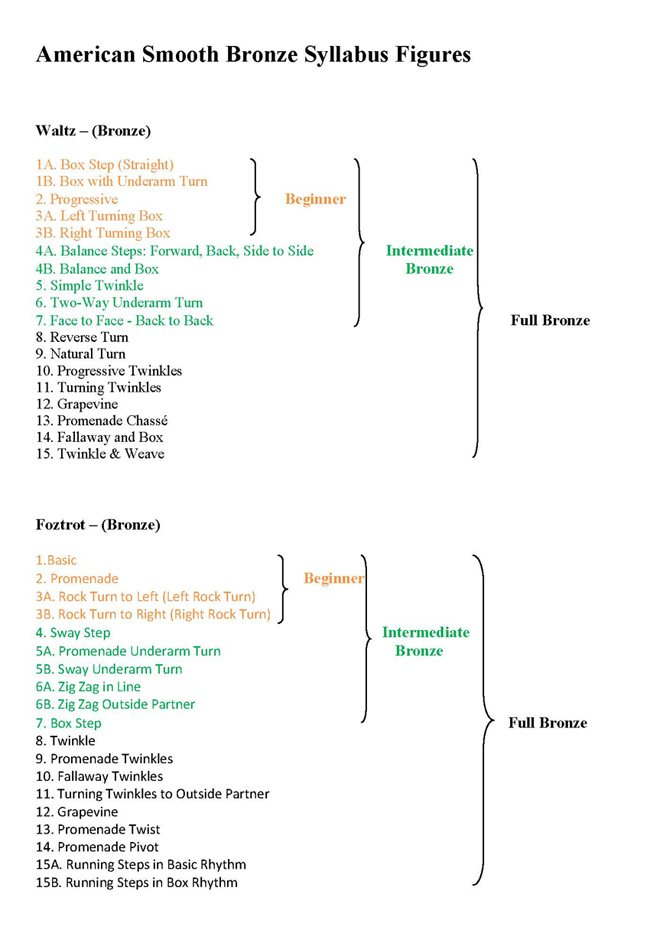 American Smooth Bronze Syllabus Figures
Waltz – (Bronze)
1A. Box Step (Straight)
1B. Box with Underarm Turn
2. Progressive
Beginner
3A. Left Turning Box
3B. Right Turning Box
4A. Balance Steps: Forward, Back, Side to Side
Intermediate
4B. Balance and Box
Bronze
5. Simple Twinkle
6. Two-Way Underarm Turn
7. Face to Face - Back to Back
Full Bronze
8. Reverse Turn
9. Natural Turn
10. Progressive Twinkles
11. Turning Twinkles
12. Grapevine
13. Promenade Chassé
14. Fallaway and Box
15. Twinkle & Weave
Foztrot – (Bronze)
1.Basic
2. Promenade
Beginner
3A. Rock Turn to Left (Left Rock Turn)
3B. Rock Turn to Right (Right Rock Turn)
4. Sway Step
Intermediate
5A. Promenade Underarm Turn
Bronze
5B. Sway Underarm Turn
6A. Zig Zag in Line
6B. Zig Zag Outside Partner
7. Box Step
Full Bronze
8. Twinkle
9. Promenade Twinkles
10. Fallaway Twinkles
11. Turning Twinkles to Outside Partner
12. Grapevine
13. Promenade Twist
14. Promenade Pivot
15A. Running Steps in Basic Rhythm
15B. Running Steps in Box Rhythm